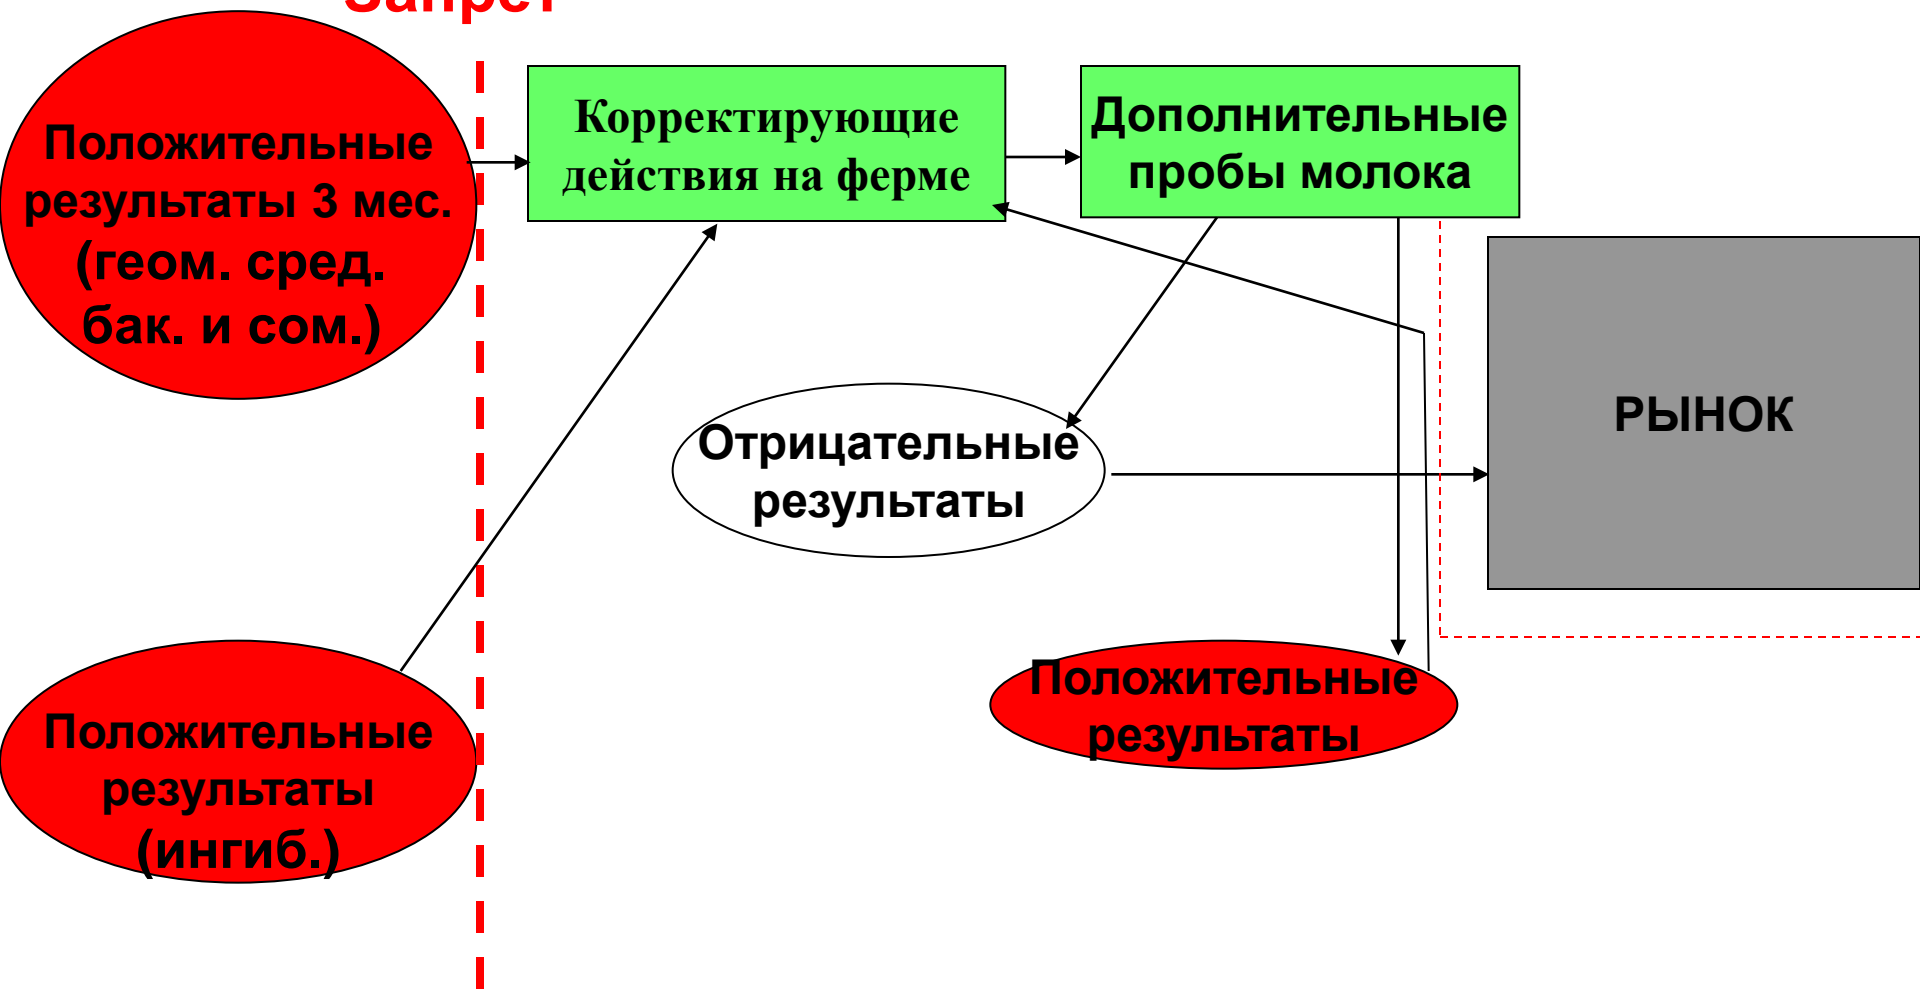 Запрет
Положительные
результаты 3 мес.
(геом. сред.
бак. и сом.)
Корректирующие
действия на ферме
Дополнительные
пробы молока
РЫНОК
Отрицательные
результаты
Положительные
результаты
Положительные
результаты
(ингиб.)